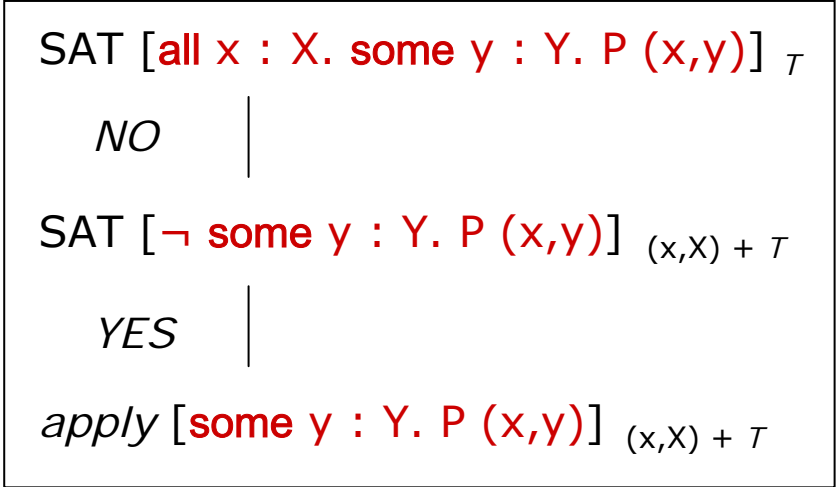 SAT [all x : X. some y : Y. P (x,y)] T
NO
SAT [¬ some y : Y. P (x,y)] (x,X) + T
YES
apply [some y : Y. P (x,y)] (x,X) + T